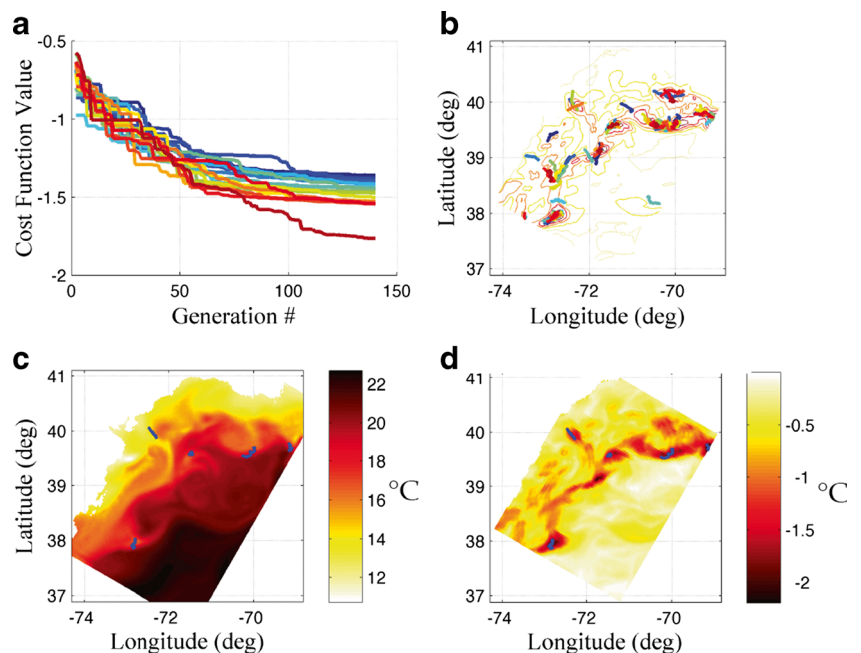 a
-0.5
-1
-1.5
-2
0 50 100 150
Cost Function Value
Generation #
b
41
40
39
38
37
-74 -72 -70
Latitude (deg)
Longitude (deg)
c
41
40
39
38
37
-74 -72 -70
Latitude (deg)
Longitude (deg)
22
20
18
16
14
12
°C
d
41
40
39
38
37
-74 -72 -70
Latitude (deg)
Longitude (deg)
-0.5
-1
-1.5
-2
°C